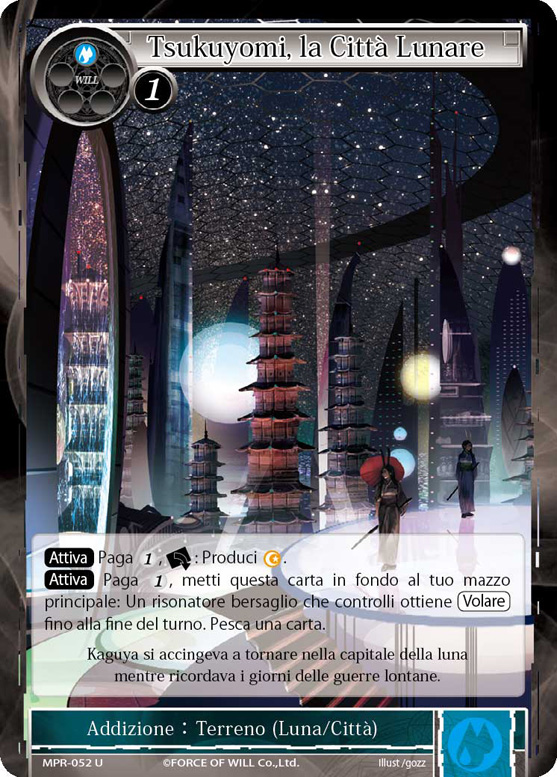 Tsukuyomi, la Città Lunare
WILL
1
Attiva Paga 1, : Produci .
Attiva Paga 1, metti questa carta in fondo al tuo mazzo
principale: Un risonatore bersaglio che controlli ottiene Volare
fino alla fine del turno. Pesca una carta.
Kaguya si accingeva a tornare nella capitale della luna
mentre ricordava i giorni delle guerre lontane.
Addizione : Terreno (Luna/Città)
MPR-052 U ©FORCE OF WILL Co.,Ltd. Illust/gozz